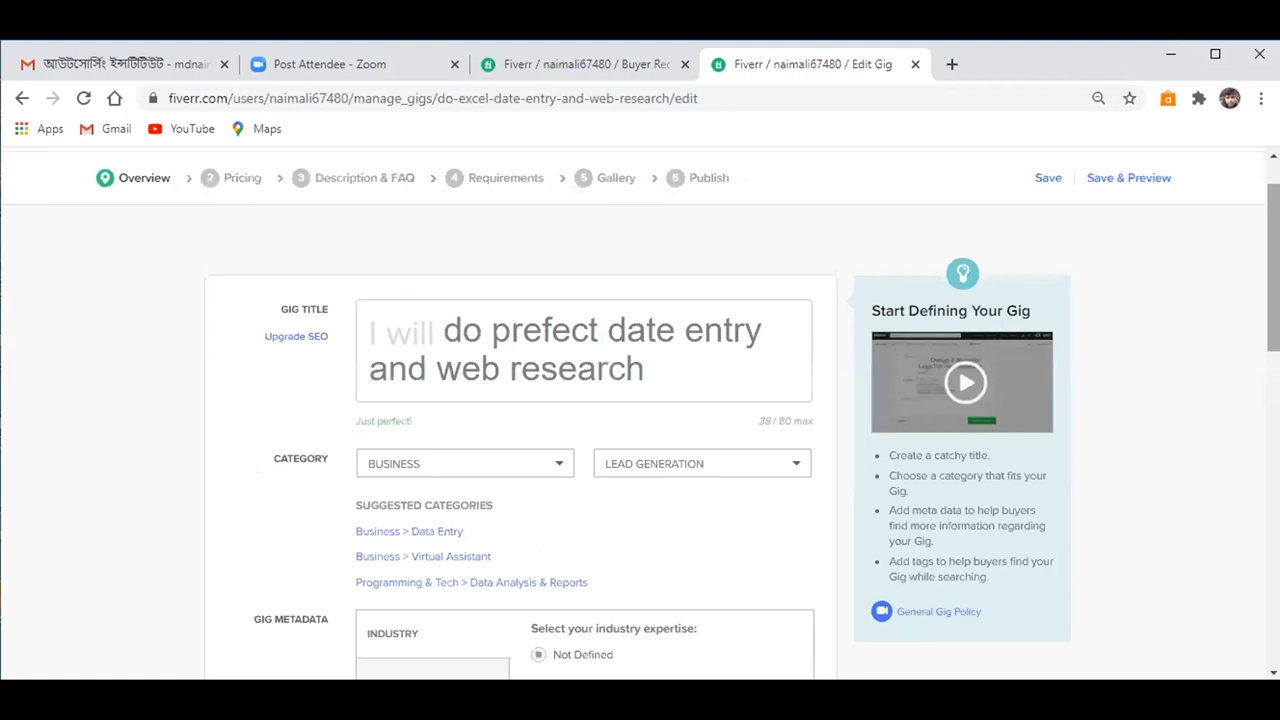 আউটসোর্সিং ইন্সটিটিউট - mdnain
Post Attendee - Zoom
Fiverr / naimali67480 / Buyer Rec
Fiverr / naimali67480 / Edit Gig
fiverr.com/users/naimali67480/manage_gigs/do-excel-date-entry-and-web-research/edit
Apps
Gmail
YouTube
Maps
Overview
2 Pricing
3 Description & FAQ
4 Requirements
5 Gallery
6 Publish
Save
Save & Preview
GIG TITLE
Upgrade SEO
I will do prefect date entry
and web research
Just perfect!
38 / 80 max
Start Defining Your Gig
Create a catchy title.
Choose a category that fits your
Gig.
Add meta data to help buyers
find more information regarding
your Gig.
Add tags to help buyers find your
Gig while searching.
General Gig Policy
CATEGORY
BUSINESS
LEAD GENERATION
SUGGESTED CATEGORIES
Business > Data Entry
Business > Virtual Assistant
Programming & Tech > Data Analysis & Reports
GIG METADATA
INDUSTRY
Select your industry expertise:
Not Defined